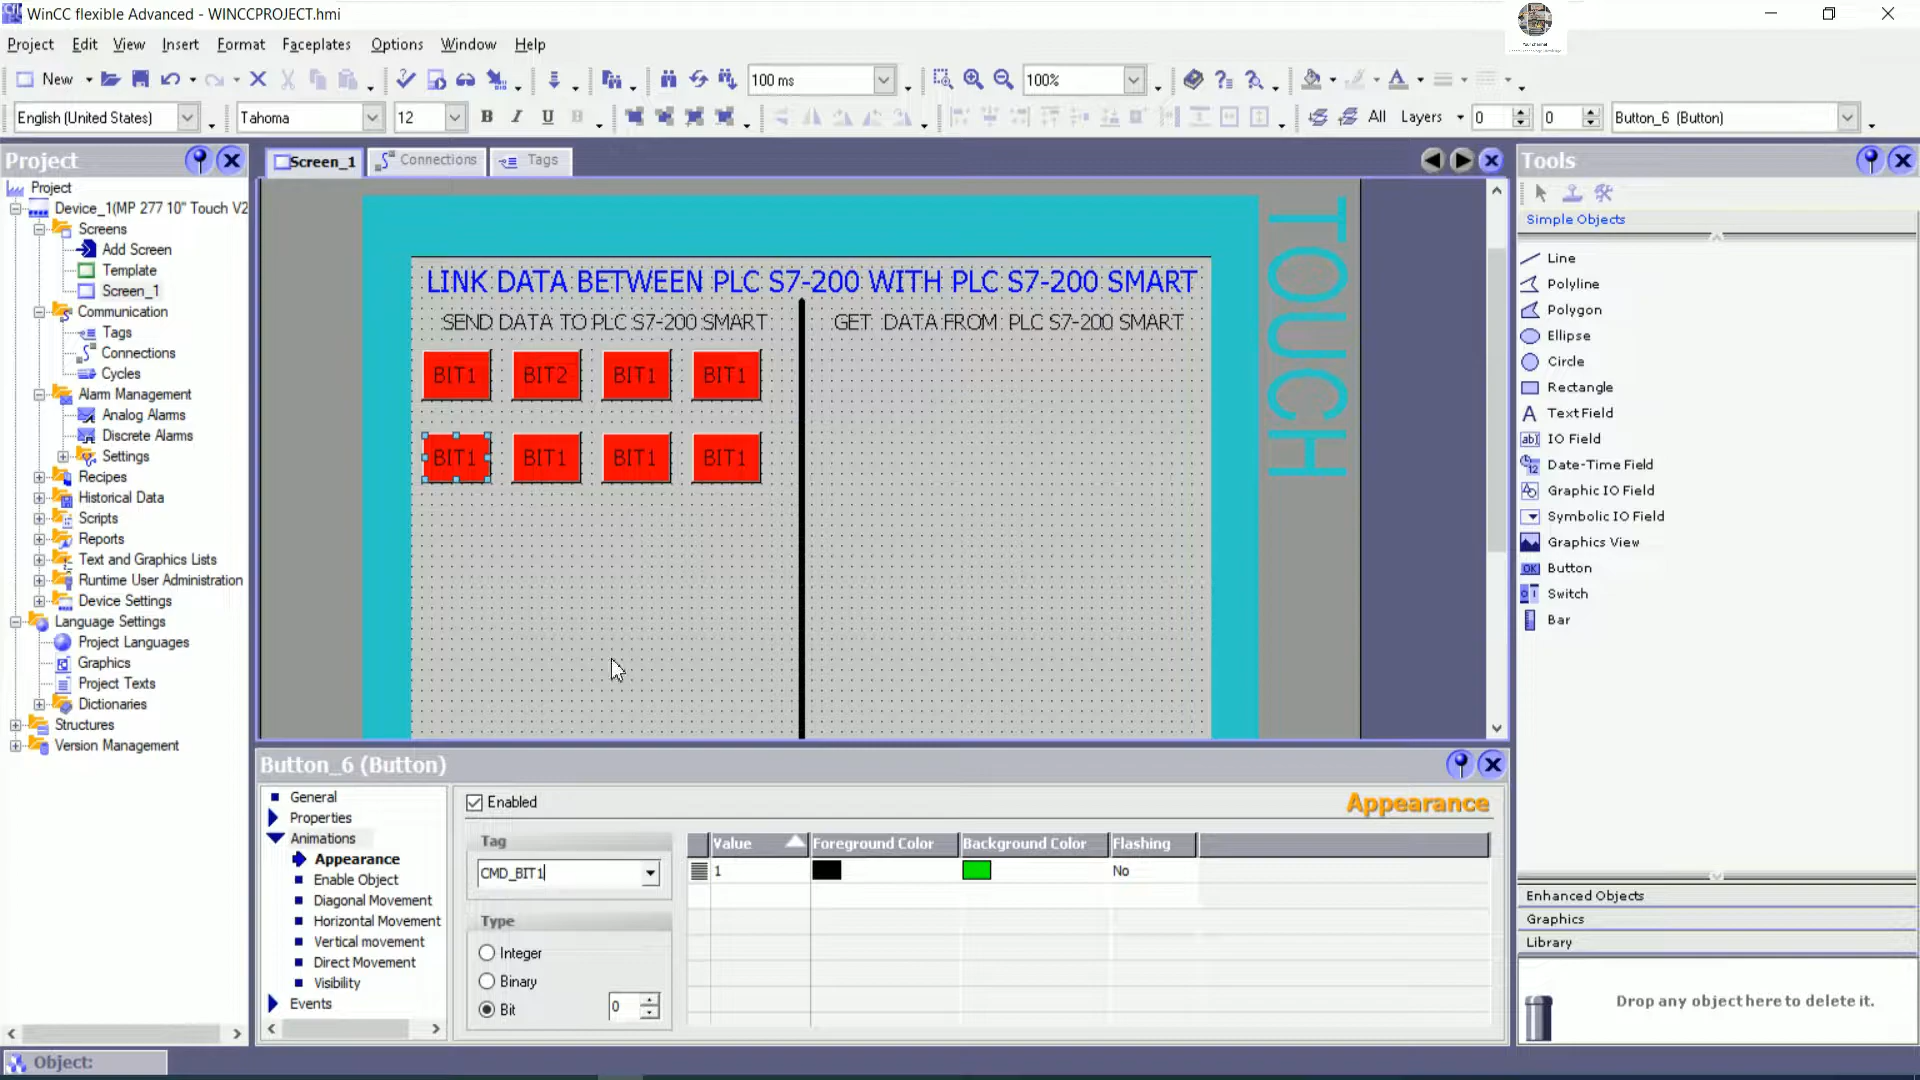 WinCC flexible Advanced - WINCCPROJECT.hmi
Project Edit View Insert Format Faceplates Options Window Help
New 100 ms 100%
English (United States) Tahoma 12 B I U B All Layers 0 0 Button_6 (Button)
Project
Project
Device_1(MP 277 10" Touch V2
Screens
Add Screen
Template
Screen_1
Communication
Tags
Connections
Cycles
Alarm Management
Analog Alarms
Discrete Alarms
Settings
Recipes
Historical Data
Scripts
Reports
Text and Graphics Lists
Runtime User Administration
Device Settings
Language Settings
Project Languages
Graphics
Project Texts
Dictionaries
Structures
Version Management
Screen_1 Connections Tags
LINK DATA BETWEEN PLC S7-200 WITH PLC S7-200 SMART
SEND DATA TO PLC S7-200 SMART
GET DATA FROM PLC S7-200 SMART
BIT1 BIT2 BIT1 BIT1
BIT1 BIT1 BIT1 BIT1
TOUCH
Button_6 (Button)
General
Properties
Animations
Appearance
Enable Object
Diagonal Movement
Horizontal Movement
Vertical movement
Direct Movement
Visibility
Events
Enabled
Appearance
Tag
CMD_BIT1
Type
Integer
Binary
Bit 0
Value Foreground Color Background Color Flashing
1 No
Tools
Simple Objects
Line
Polyline
Polygon
Ellipse
Circle
Rectangle
Text Field
IO Field
Date-Time Field
Graphic IO Field
Symbolic IO Field
Graphics View
Button
Switch
Bar
Enhanced Objects
Graphics
Library
Drop any object here to delete it.
Object: